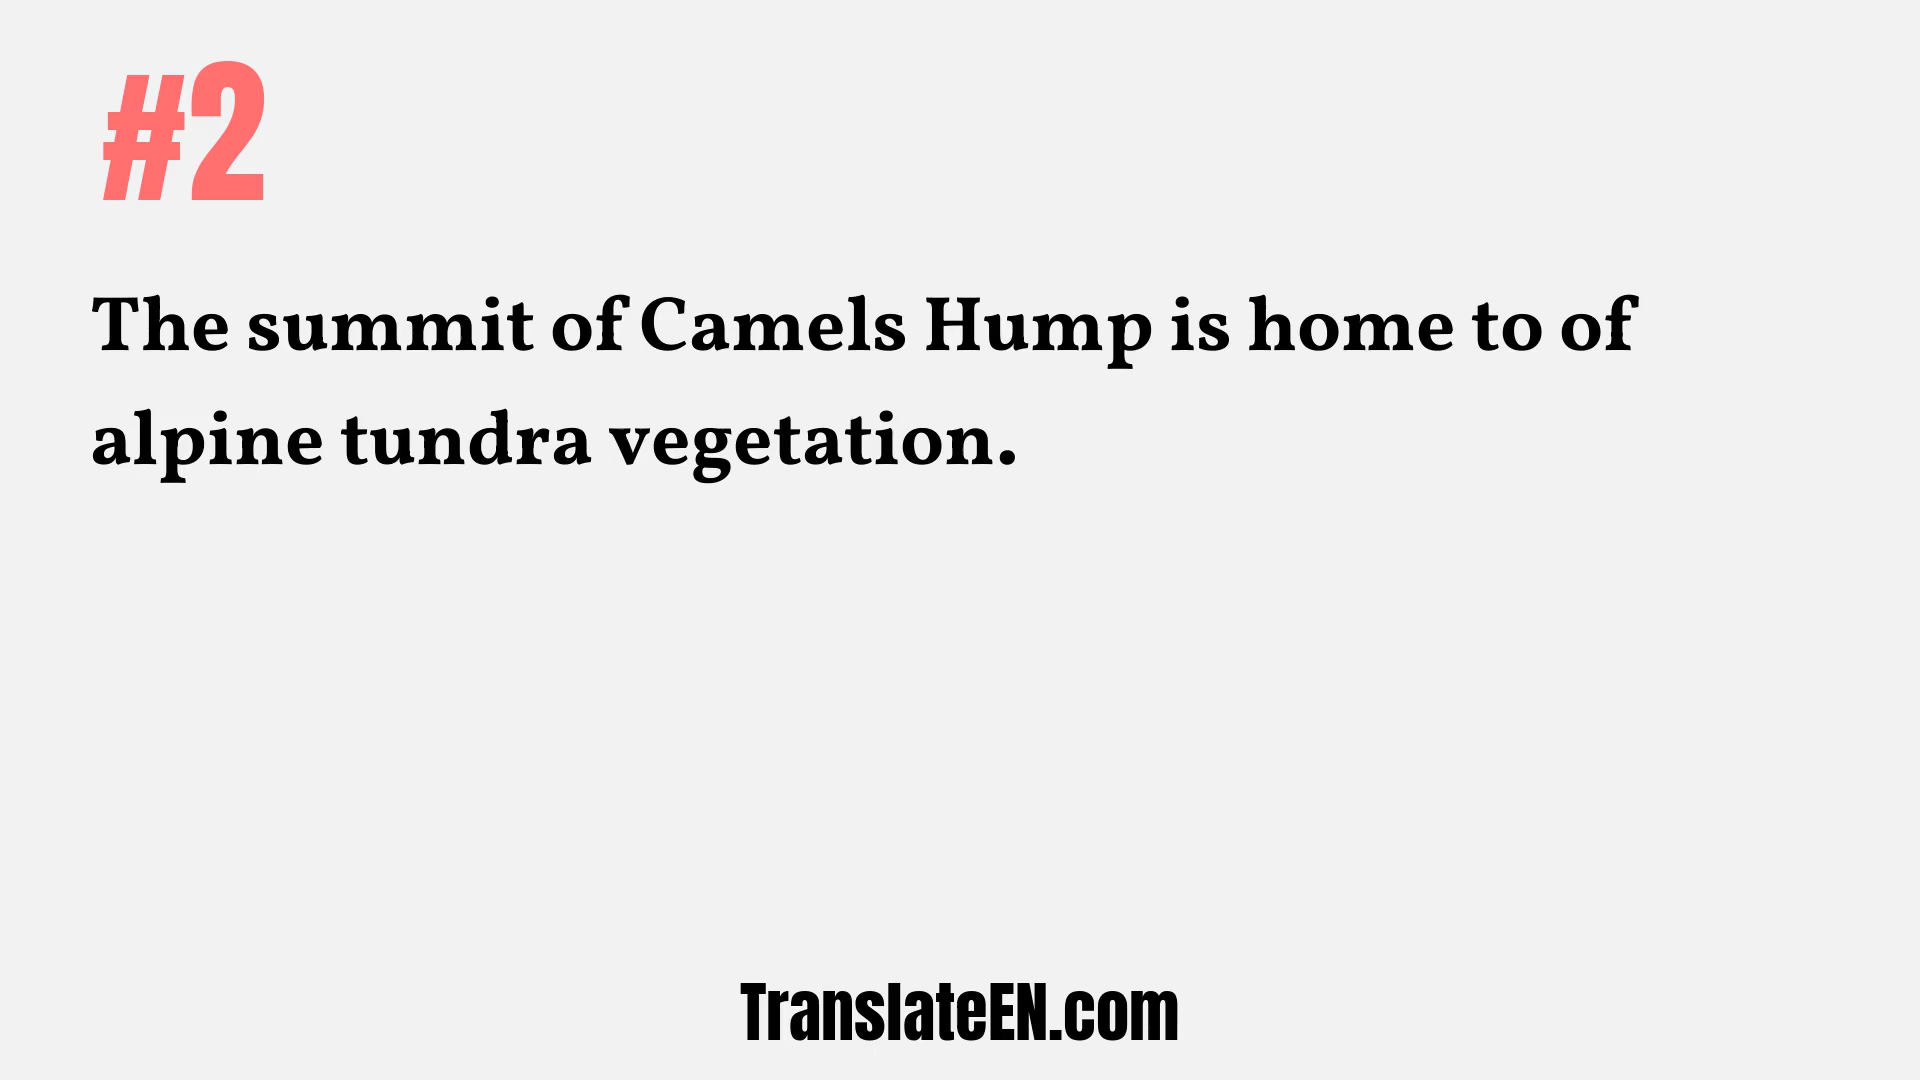 #2
The summit of Camels Hump is home to of
alpine tundra vegetation.
TranslateEN.com